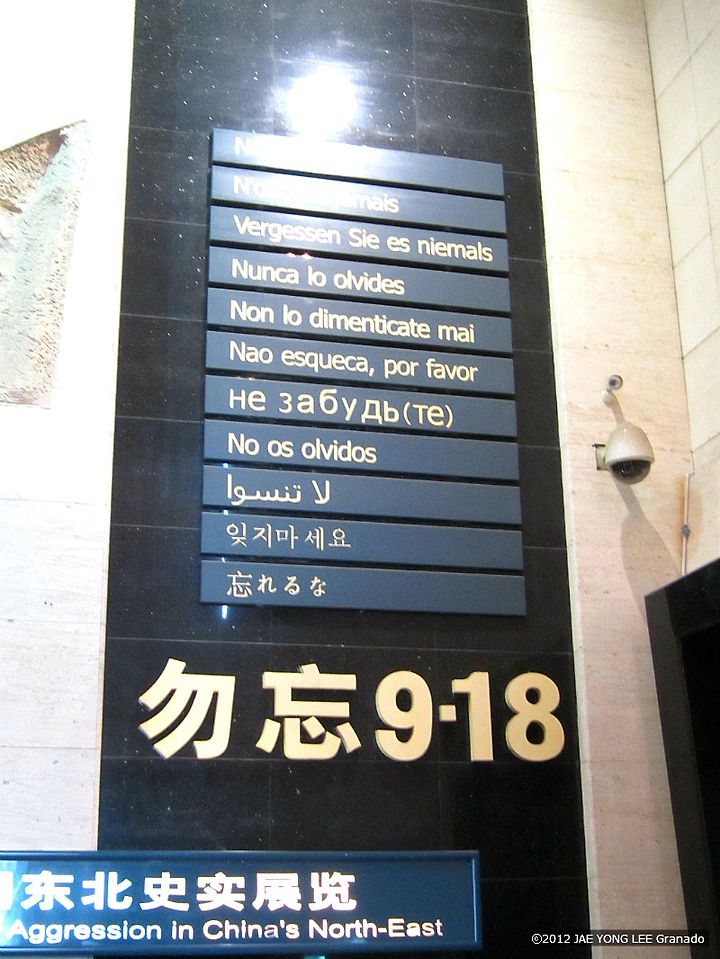 jamais
Vergessen Sie es niemals
Nunca lo olvides
Non lo dimenticate mai
Nao esqueca, por favor
не забудь(те)
No os olvidos
لا تنسوا
잊지마세요
忘れるな
勿忘9·18
东北史实展览
Aggression in China's North-East
©2012 JAE YONG LEE Granado